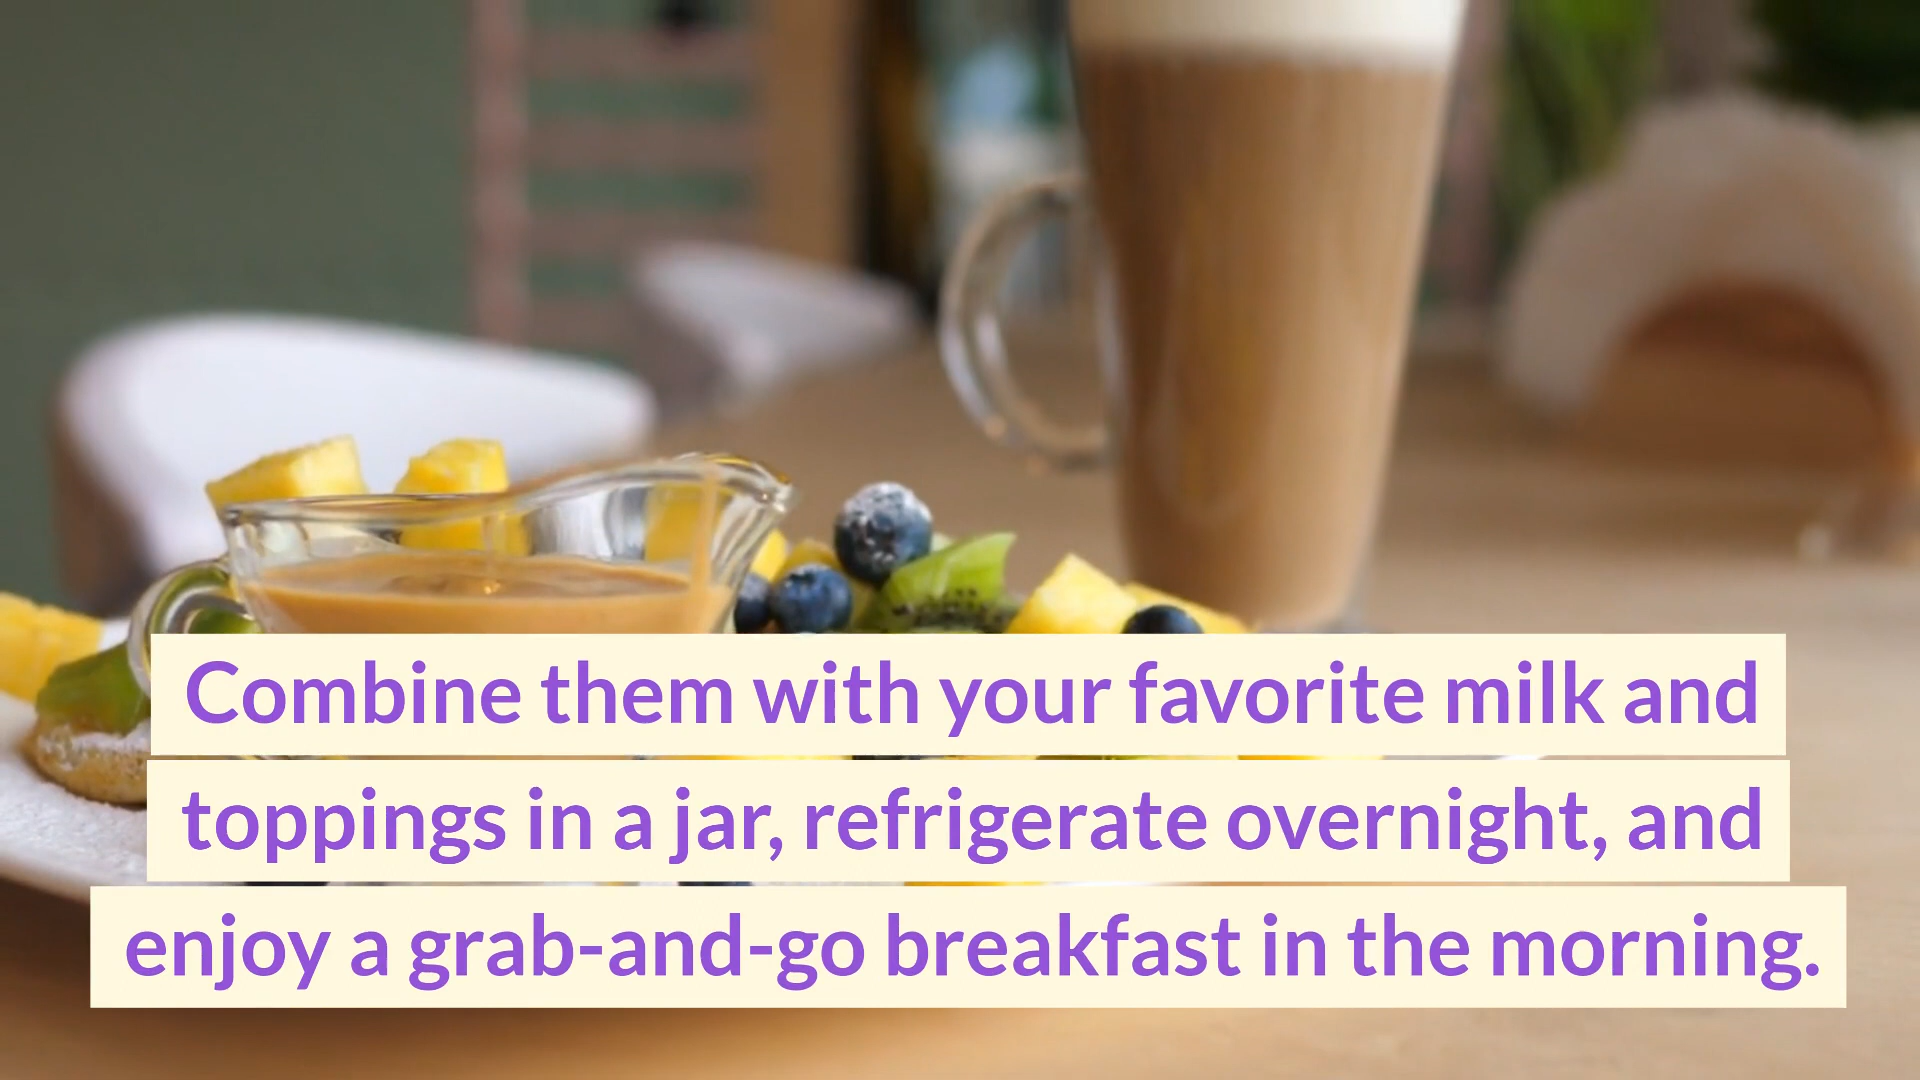 Combine them with your favorite milk and
toppings in a jar, refrigerate overnight, and
enjoy a grab-and-go breakfast in the morning.